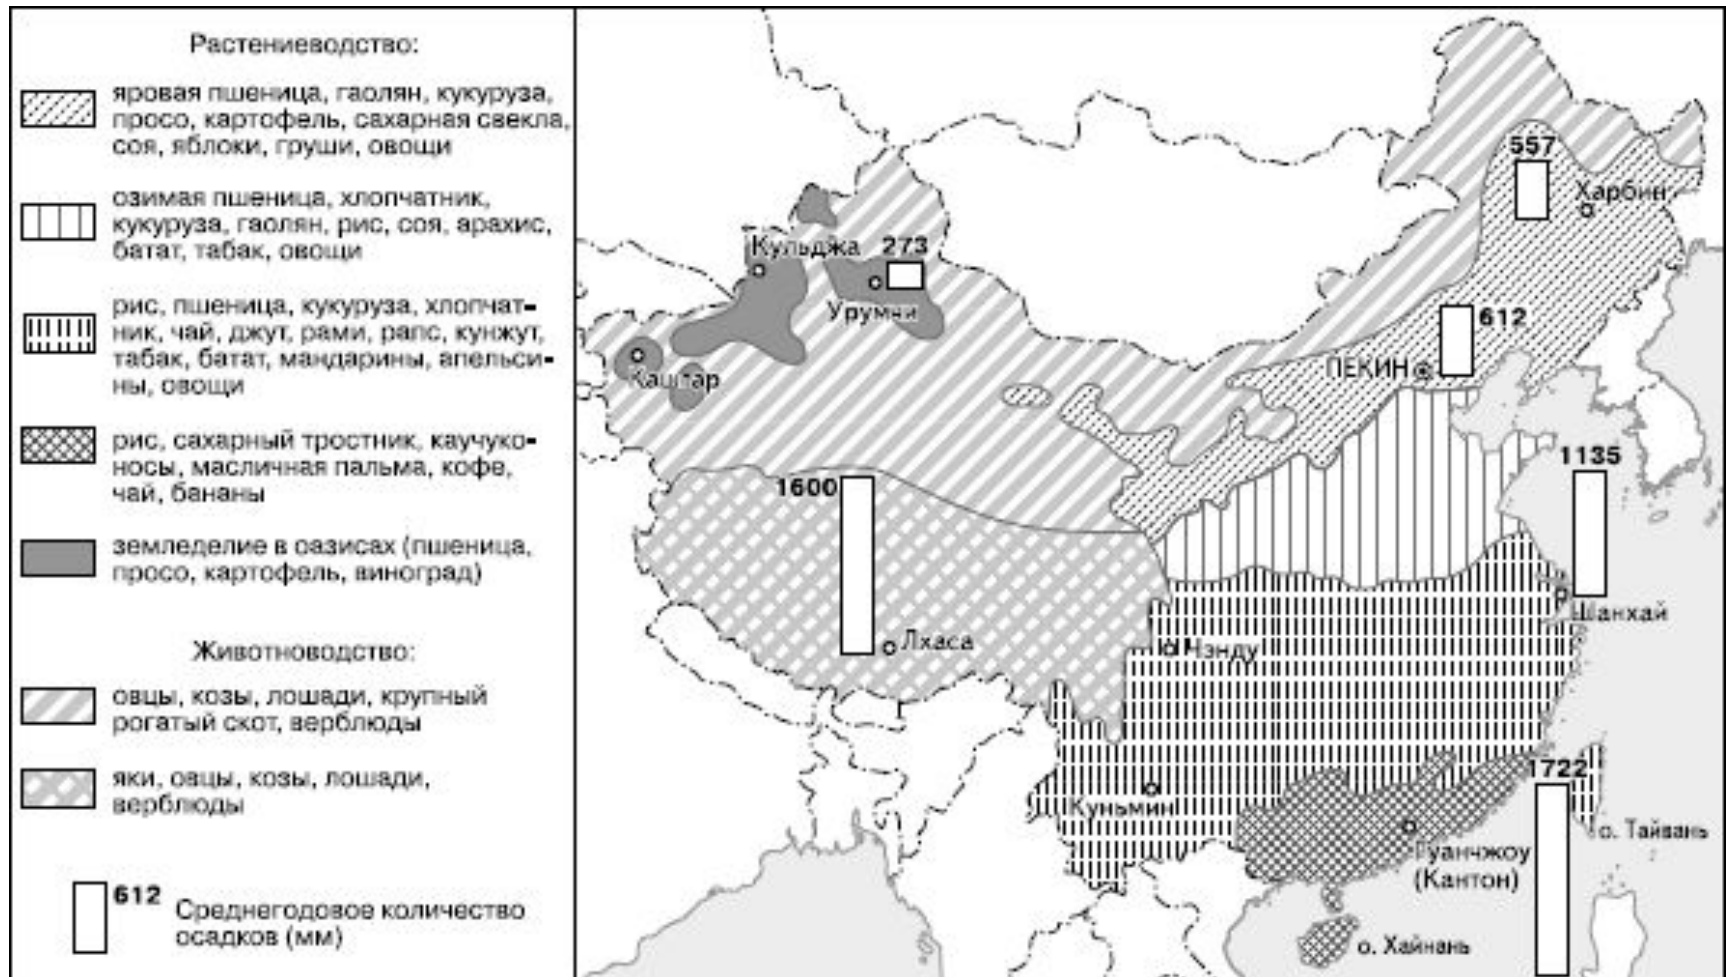 Растениеводство:
яровая пшеница, гаолян, кукуруза,
просо, картофель, сахарная свекла,
соя, яблоки, груши, овощи
озимая пшеница, хлопчатник,
кукуруза, гаолян, рис, соя, арахис,
батат, табак, овощи
рис, пшеница, кукуруза, хлопчат-
ник, чай, джут, рами, рапс, кунжут,
табак, батат, мандарины, апельси-
ны, овощи
рис, сахарный тростник, каучуко-
носы, масличная пальма, кофе,
чай, бананы
земледелие в оазисах (пшеница,
просо, картофель, виноград)
Животноводство:
овцы, козы, лошади, крупный
рогатый скот, верблюды
яки, овцы, козы, лошади,
верблюды
612
Среднегодовое количество
осадков (мм)
557
Харбин
Кульджа
273
Урумчи
612
ПЕКИН
Кашгар
1135
1600
Шанхай
Лхаса
Чэнду
1722
Куньмин
о. Тайвань
Гуанчжоу
(Кантон)
о. Хайнань